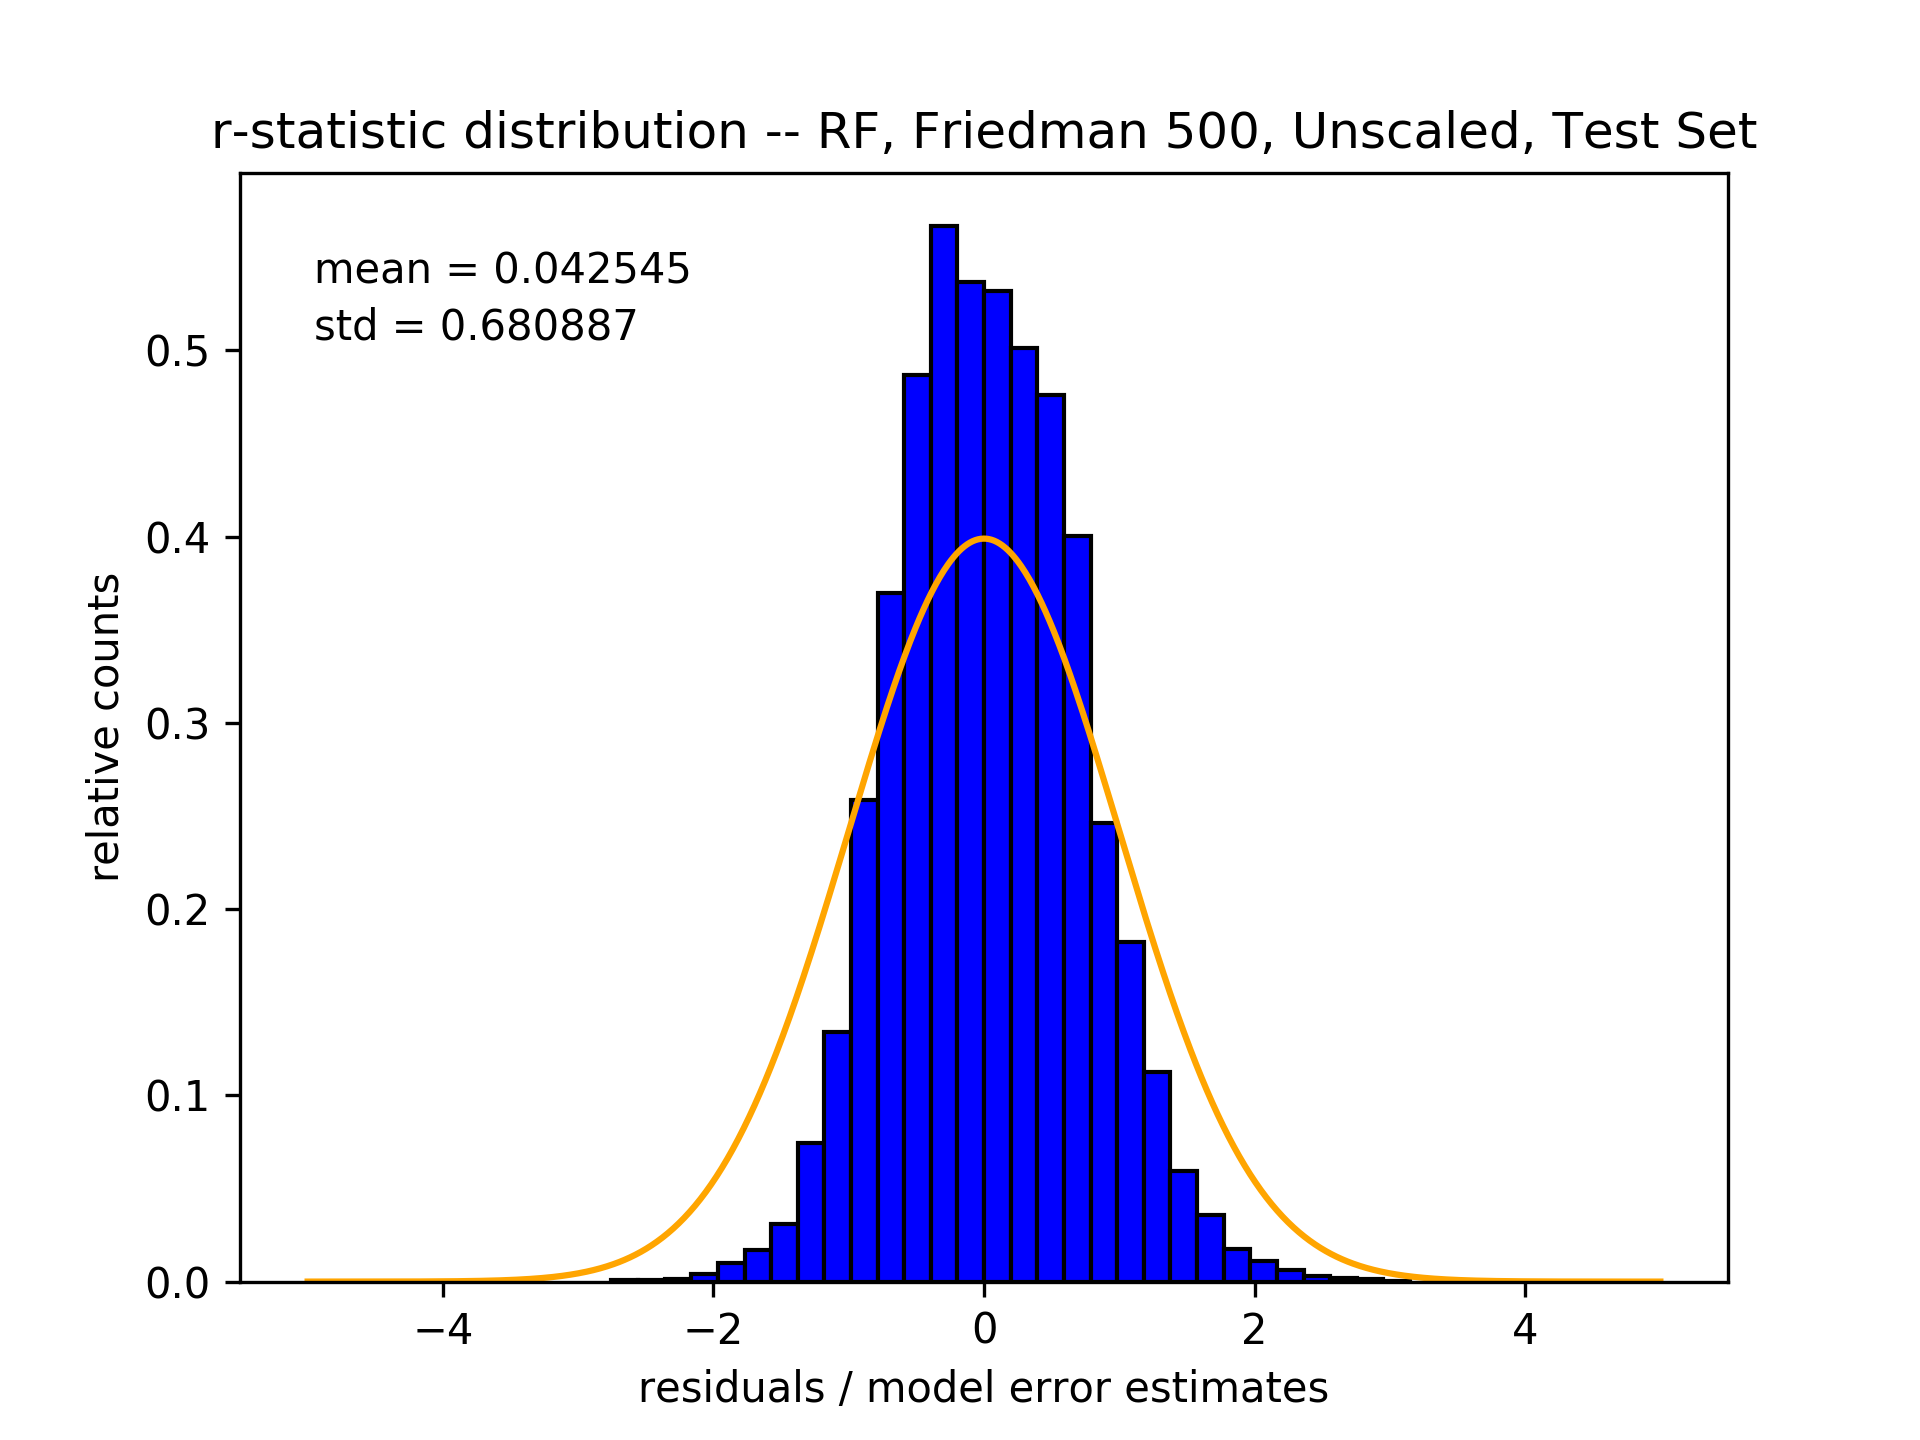 r-statistic distribution -- RF, Friedman 500, Unscaled, Test Set
mean = 0.042545
std = 0.680887
relative counts
0.5
0.4
0.3
0.2
0.1
0.0
−4 −2 0 2 4
residuals / model error estimates